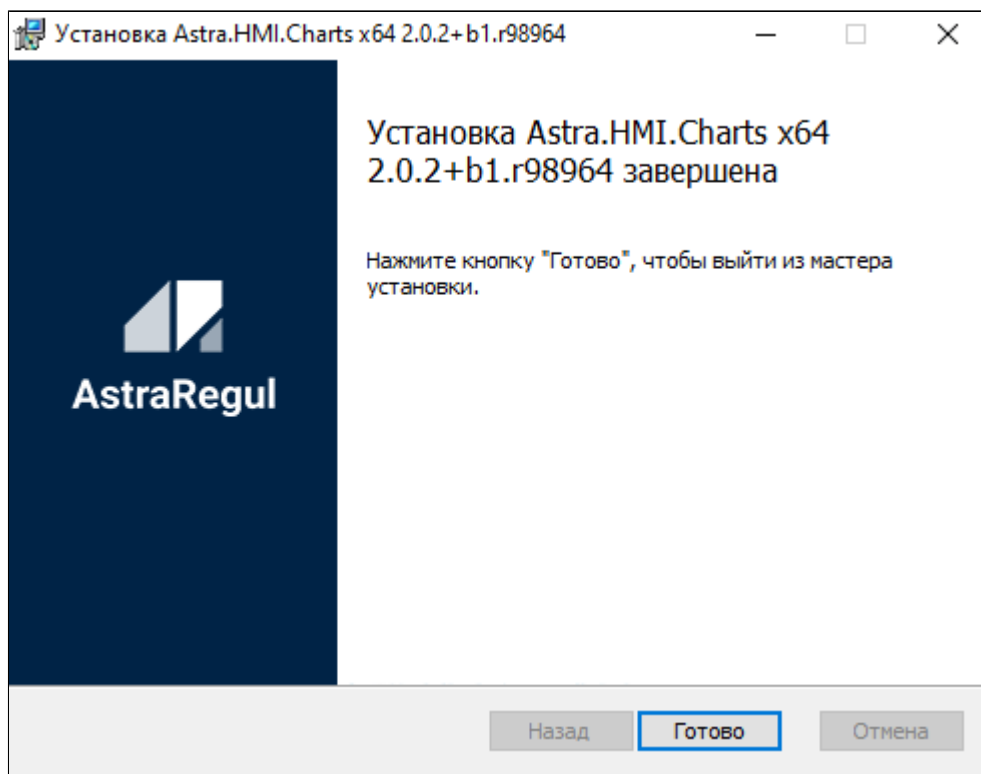 Установка Astra.HMI.Charts x64 2.0.2+b1.r98964
Установка Astra.HMI.Charts x64
2.0.2+b1.r98964 завершена
Нажмите кнопку "Готово", чтобы выйти из мастера
установки.
AstraRegul
Назад Готово Отмена